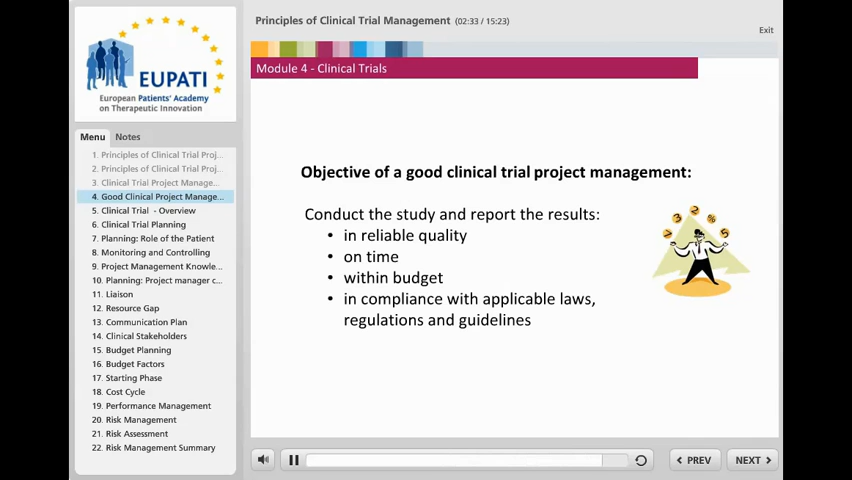 Principles of Clinical Trial Management (02:33 / 15:23)
Exit
EUPATI
European Patients' Academy
on Therapeutic Innovation
Module 4 - Clinical Trials
Menu Notes
1. Principles of Clinical Trial Proj...
2. Principles of Clinical Trial Proj...
3. Clinical Trial Project Manage...
4. Good Clinical Project Manage...
5. Clinical Trial - Overview
6. Clinical Trial Planning
7. Planning: Role of the Patient
8. Monitoring and Controlling
9. Project Management Knowle...
10. Planning: Project manager c...
11. Liaison
12. Resource Gap
13. Communication Plan
14. Clinical Stakeholders
15. Budget Planning
16. Budget Factors
17. Starting Phase
18. Cost Cycle
19. Performance Management
20. Risk Management
21. Risk Assessment
22. Risk Management Summary
Objective of a good clinical trial project management:
Conduct the study and report the results:
• in reliable quality
• on time
• within budget
• in compliance with applicable laws,
regulations and guidelines
7 3 2 % 5
PREV
NEXT